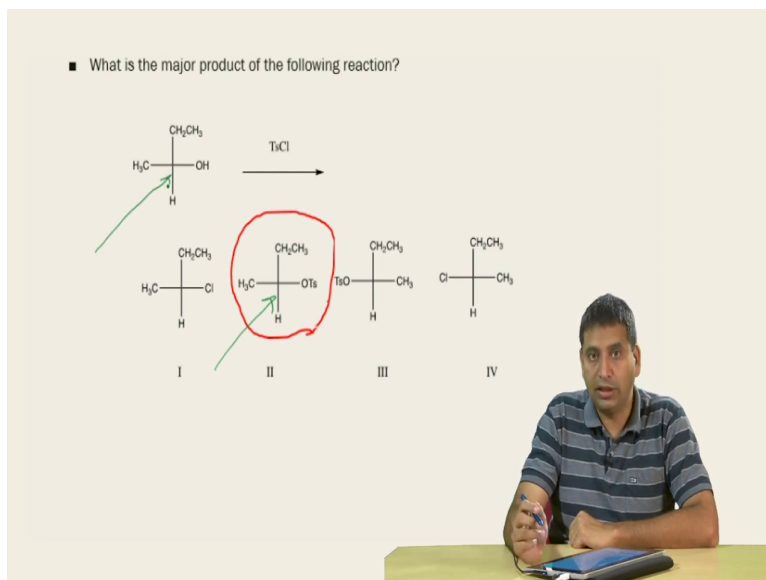 ▪ What is the major product of the following reaction?
CH₂CH₃
TsCl
H₃C OH
H
CH₂CH₃ CH₂CH₃ CH₂CH₃ CH₂CH₃
H₃C Cl H₃C OTs TsO CH₃ Cl CH₃
H H H H
I II III IV